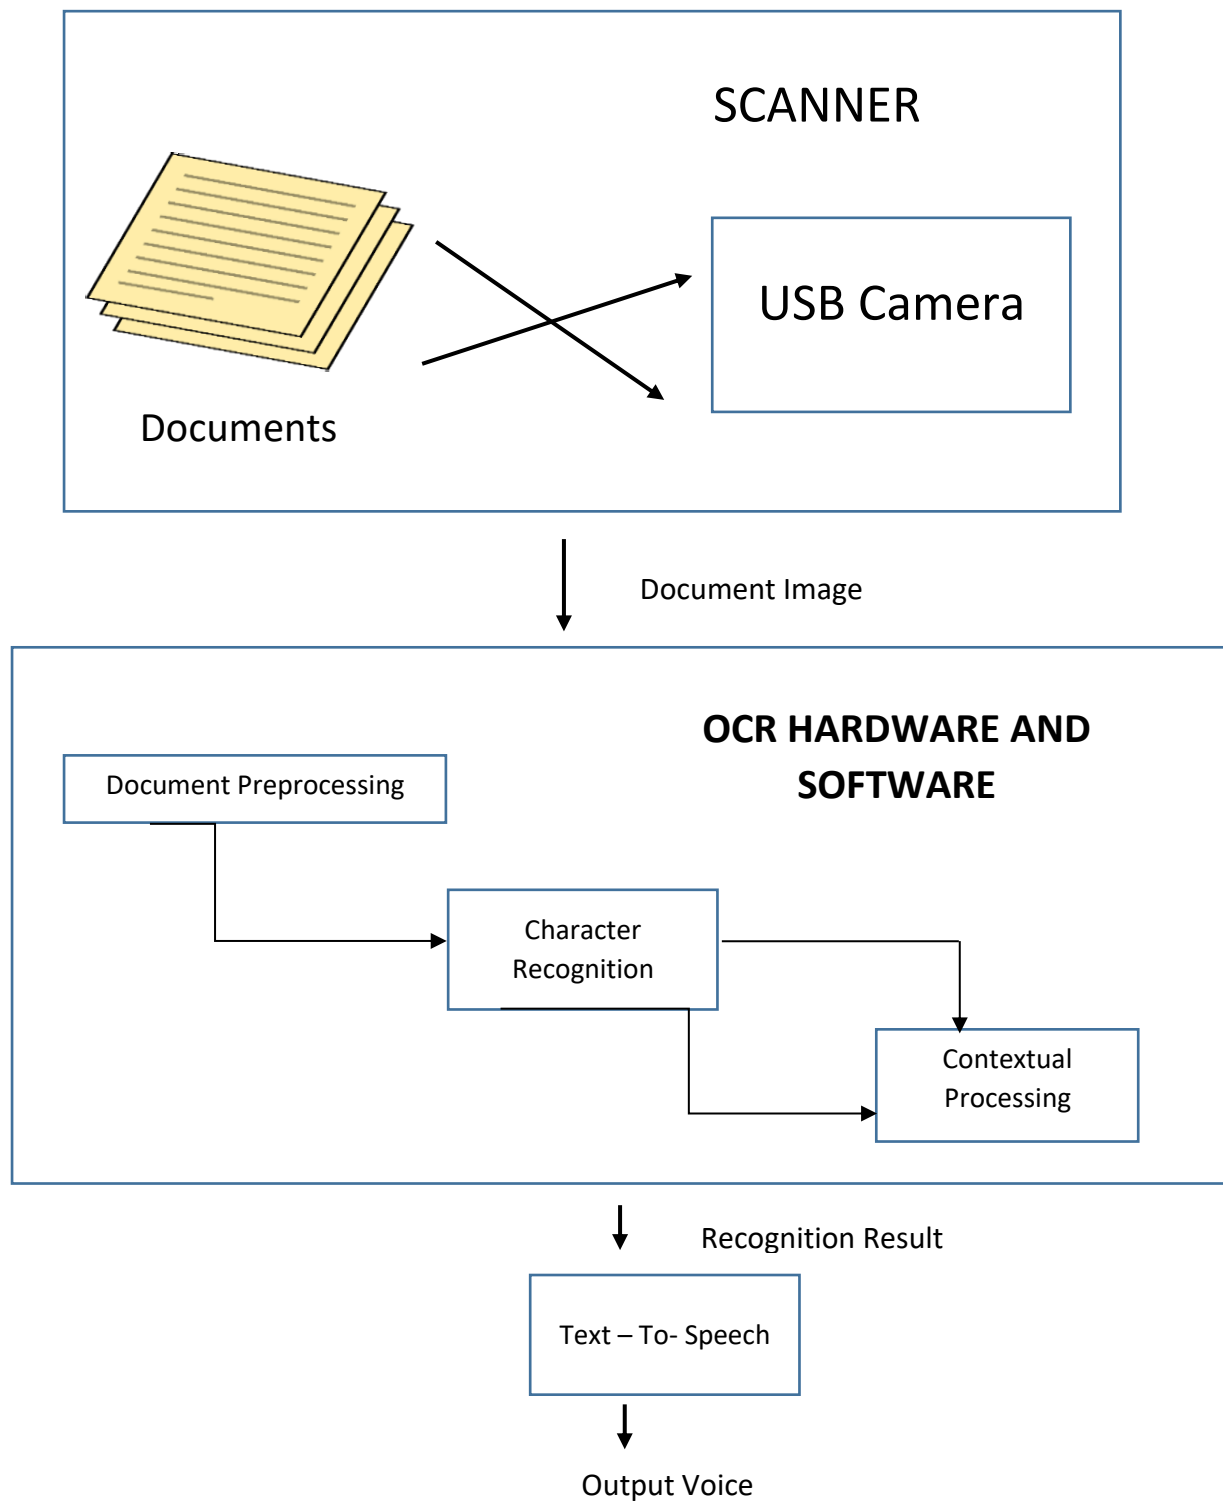 SCANNER
USB Camera
Documents
Document Image
OCR HARDWARE AND
SOFTWARE
Document Preprocessing
Character
Recognition
Contextual
Processing
Recognition Result
Text – To- Speech
Output Voice